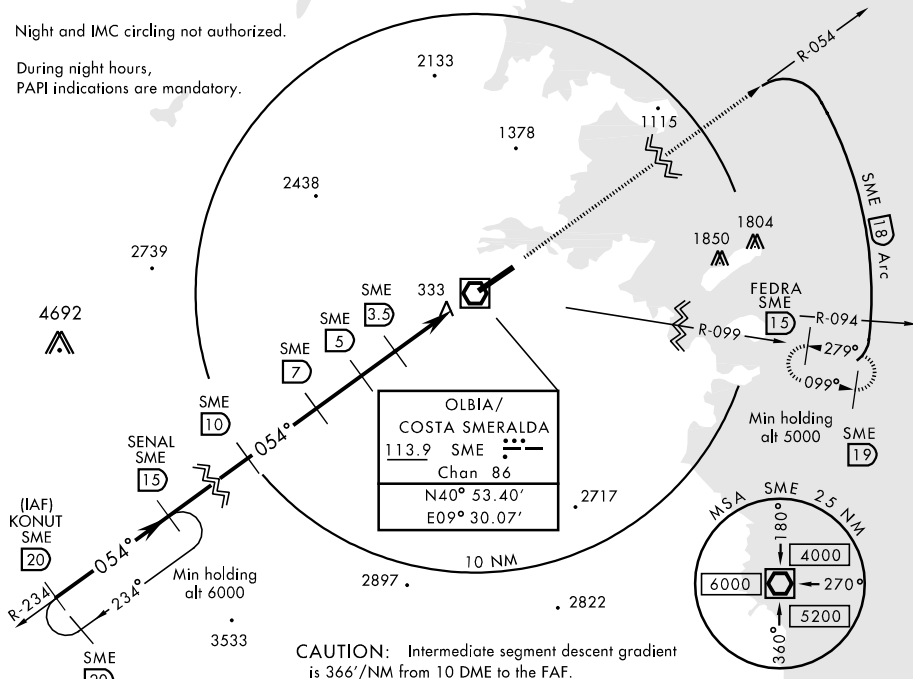 Night and IMC circling not authorized.
During night hours,
PAPI indications are mandatory.
2133
R-054
1378
1115
2438
SME
18
Arc
2739
1850
1804
4692
333
SME
3.5
SME
5
SME
7
FEDRA
SME
15
R-094
R-099
279°
099°
Min holding
alt 5000
SME
19
SME
10
054°
OLBIA/
COSTA SMERALDA
113.9 SME
Chan 86
N40° 53.40'
E09° 30.07'
SENAL
SME
15
(IAF)
KONUT
SME
20
054°
234°
R-234
Min holding
alt 6000
2717
10 NM
2897
2822
3533
MSA SME 25 NM
180°
4000
6000
270°
5200
360°
SME
CAUTION: Intermediate segment descent gradient
is 366'/NM from 10 DME to the FAF.